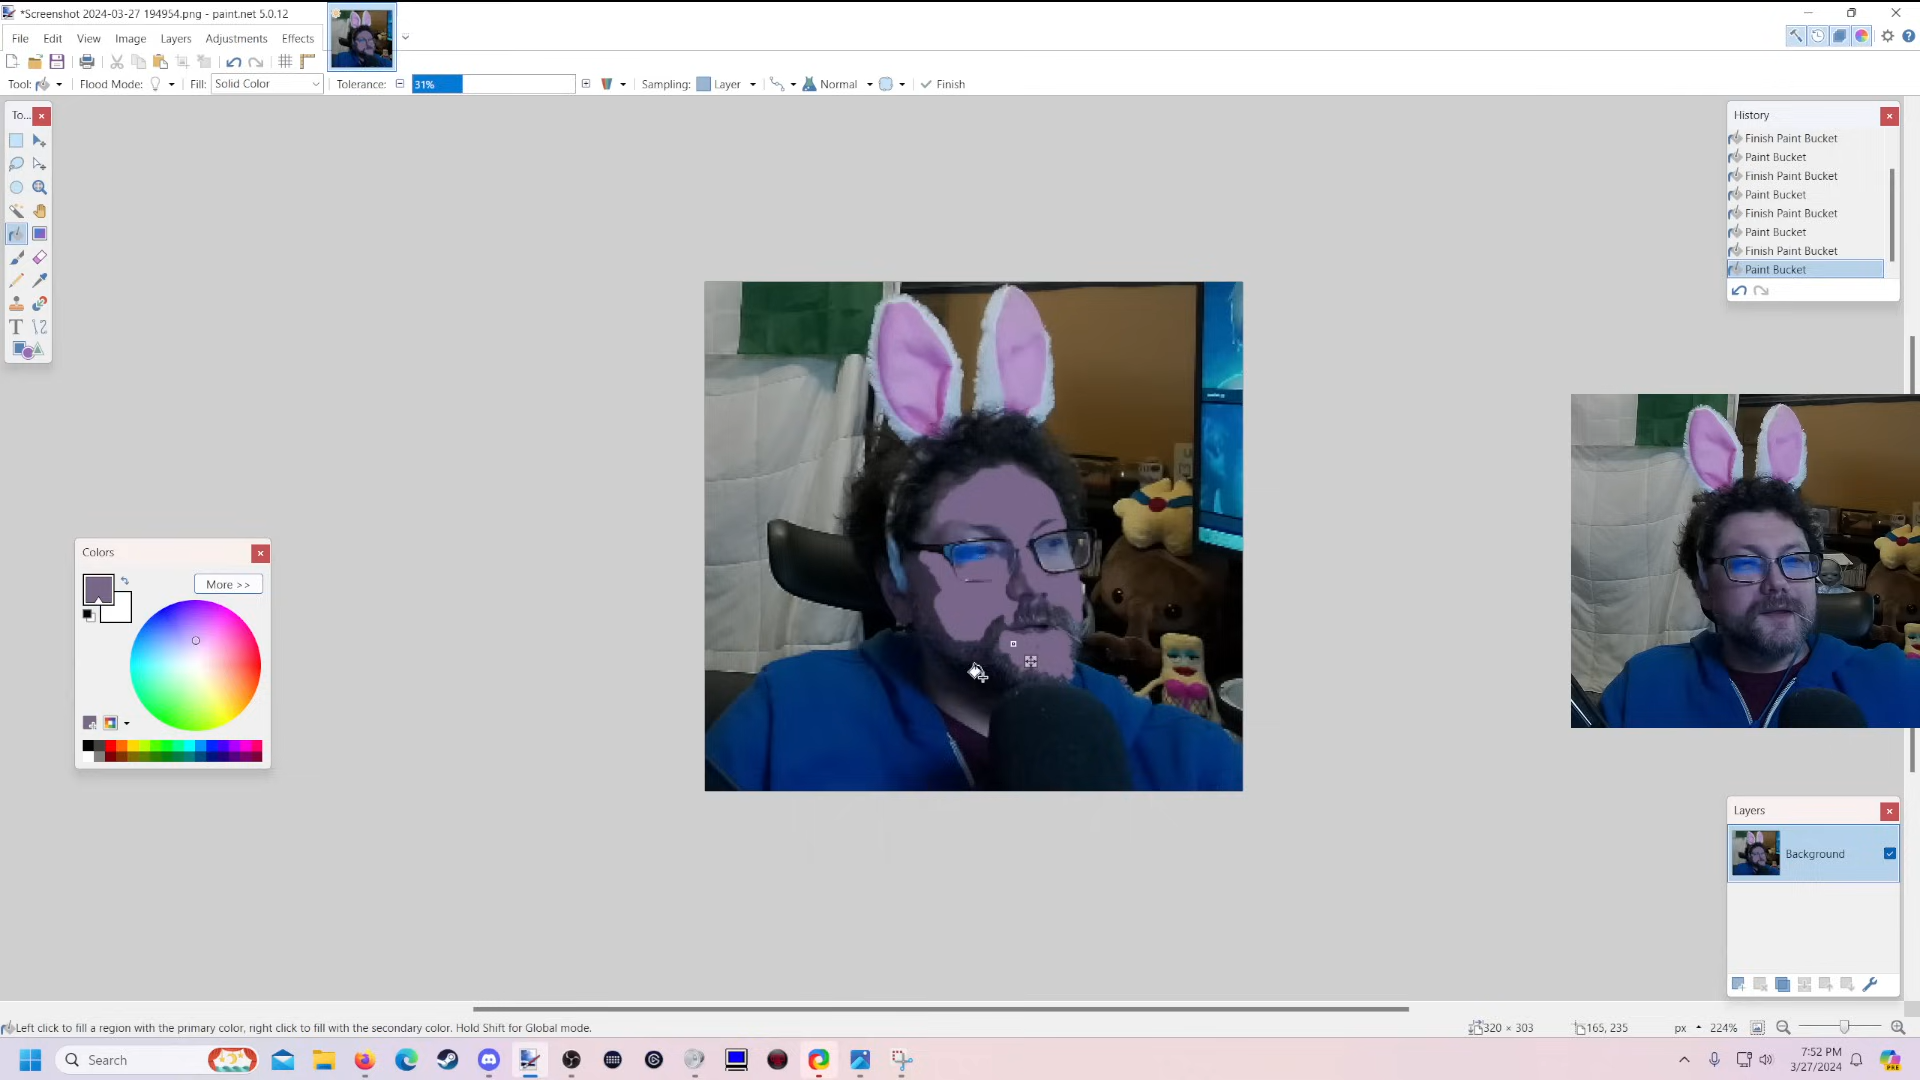 *Screenshot 2024-03-27 194954.png - paint.net 5.0.12
File Edit View Image Layers Adjustments Effects
Tool: Flood Mode: Fill: Solid Color Tolerance: 31% Sampling: Layer Normal Finish
To...
History
Finish Paint Bucket
Paint Bucket
Finish Paint Bucket
Paint Bucket
Finish Paint Bucket
Paint Bucket
Finish Paint Bucket
Paint Bucket
Colors
More >>
Layers
Background
Left click to fill a region with the primary color, right click to fill with the secondary color. Hold Shift for Global mode.
320 × 303
165, 235
px
224%
Search
7:52 PM
3/27/2024
PRE